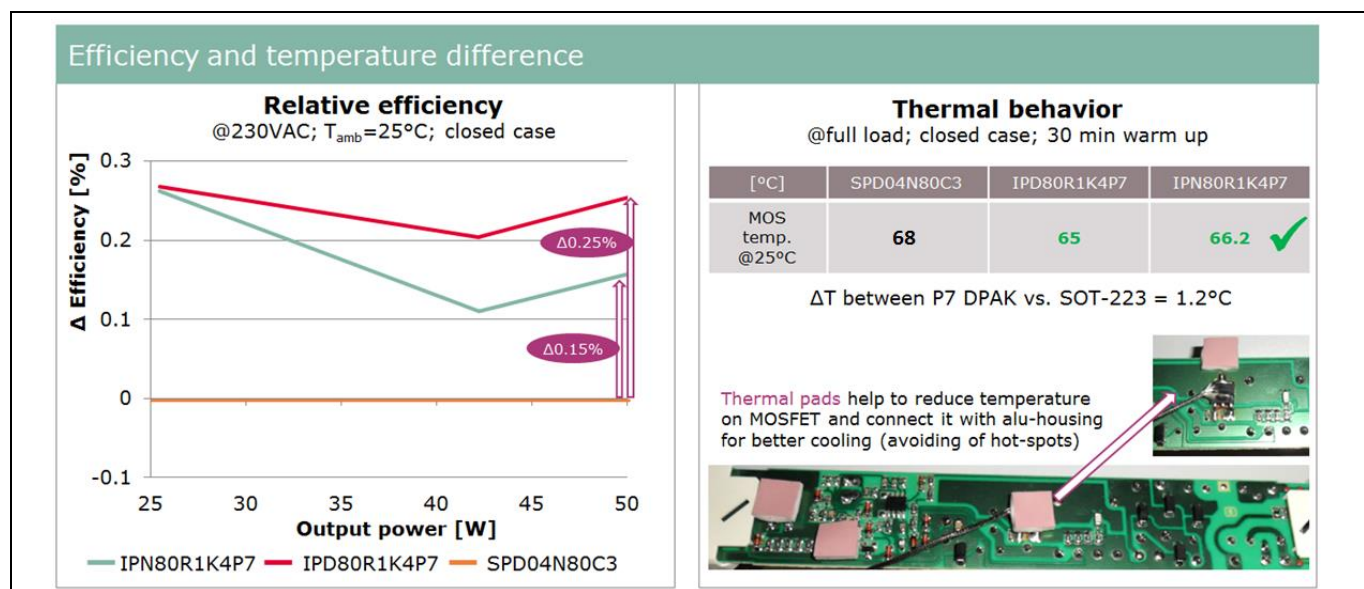 Efficiency and temperature difference
Relative efficiency
@230VAC; Tamb=25°C; closed case
Δ Efficiency [%]
0.3
0.2
0.1
0
-0.1
Δ0.25%
Δ0.15%
25
30
35
40
45
50
Output power [W]
IPN80R1K4P7
IPD80R1K4P7
SPD04N80C3
Thermal behavior
@full load; closed case; 30 min warm up
[°C] SPD04N80C3 IPD80R1K4P7 IPN80R1K4P7
MOS
temp.
@25°C
68 65 66.2
ΔT between P7 DPAK vs. SOT-223 = 1.2°C
Thermal pads help to reduce temperature
on MOSFET and connect it with alu-housing
for better cooling (avoiding of hot-spots)